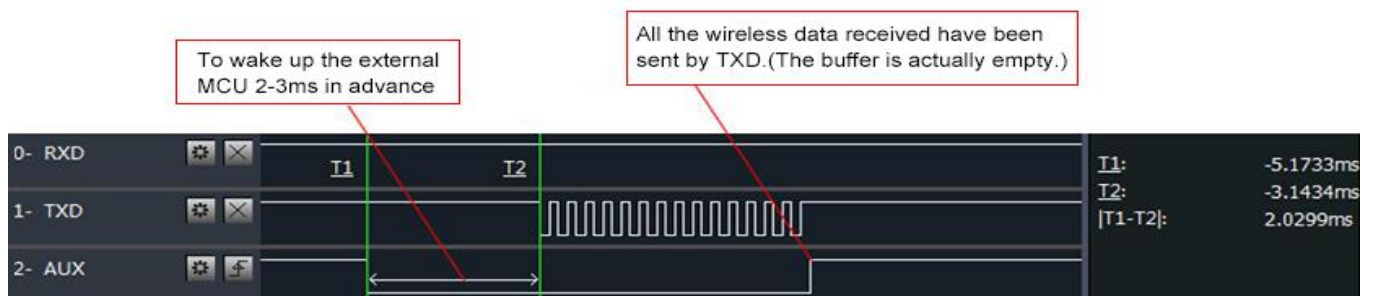 To wake up the external
MCU 2-3ms in advance
All the wireless data received have been
sent by TXD.(The buffer is actually empty.)
0- RXD
T1
T2
1- TXD
2- AUX
T1: -5.1733ms
T2: -3.1434ms
|T1-T2|: 2.0299ms